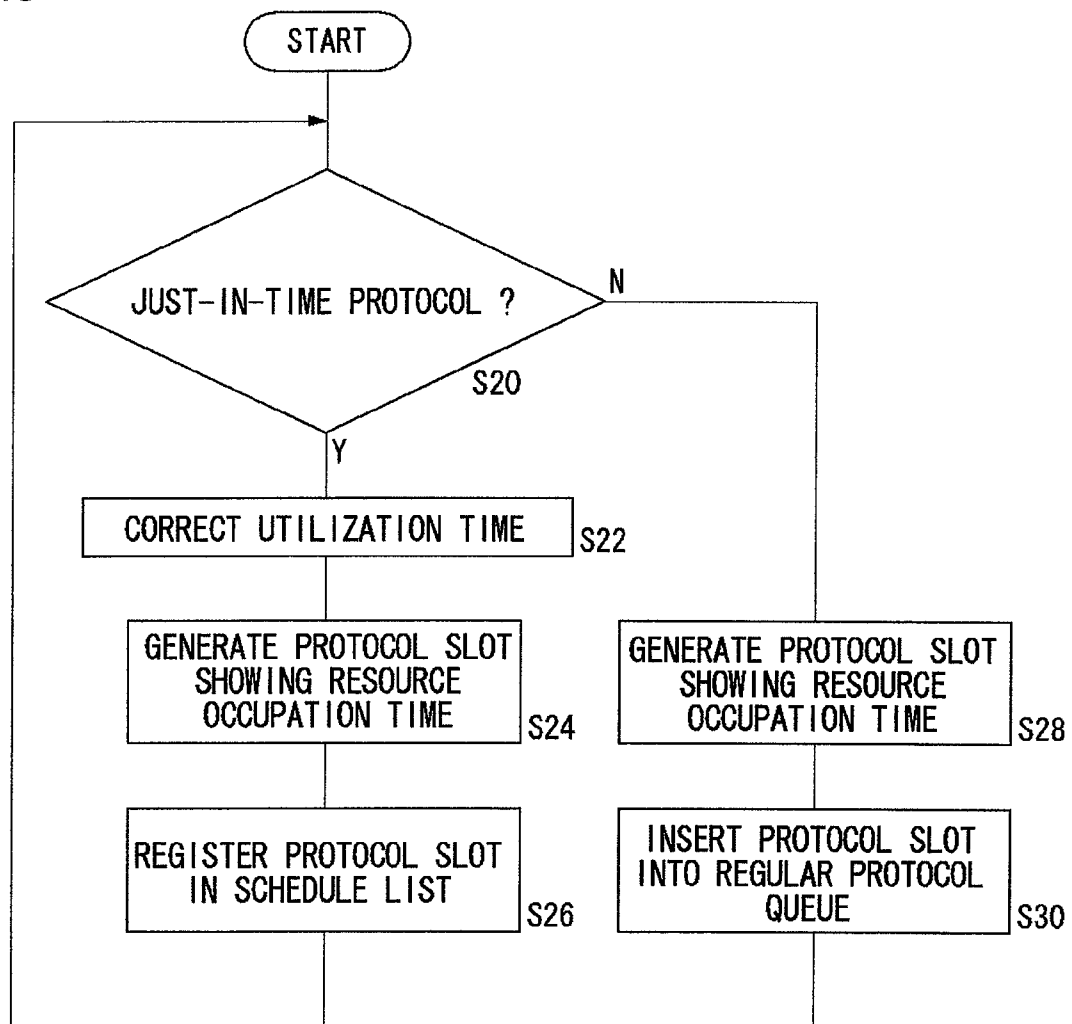 START
JUST-IN-TIME PROTOCOL ?
N
S20
Y
CORRECT UTILIZATION TIME
S22
GENERATE PROTOCOL SLOT
SHOWING RESOURCE
OCCUPATION TIME
S24
GENERATE PROTOCOL SLOT
SHOWING RESOURCE
OCCUPATION TIME
S28
REGISTER PROTOCOL SLOT
IN SCHEDULE LIST
S26
INSERT PROTOCOL SLOT
INTO REGULAR PROTOCOL
QUEUE
S30